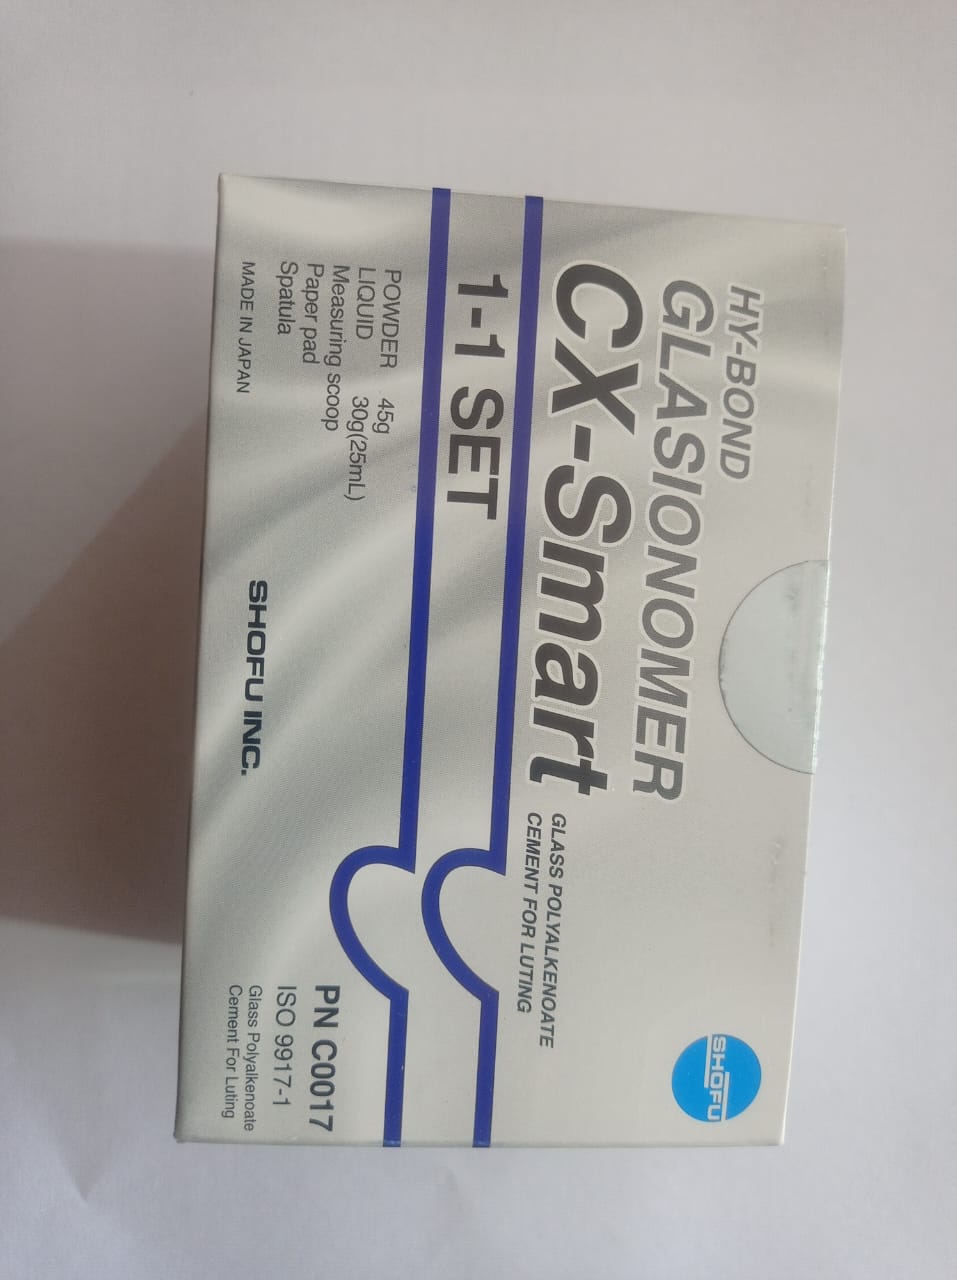 HY-BOND
GLASIONOMER
CX-Smart
GLASS POLYALKENOATE
CEMENT FOR LUTING
SHOFU
1-1 SET
POWDER 45g
LIQUID 30g(25mL)
Measuring scoop
Paper pad
Spatula
MADE IN JAPAN
SHOFU INC.
PN C0017
ISO 9917-1
Glass Polyalkenoate
Cement For Luting